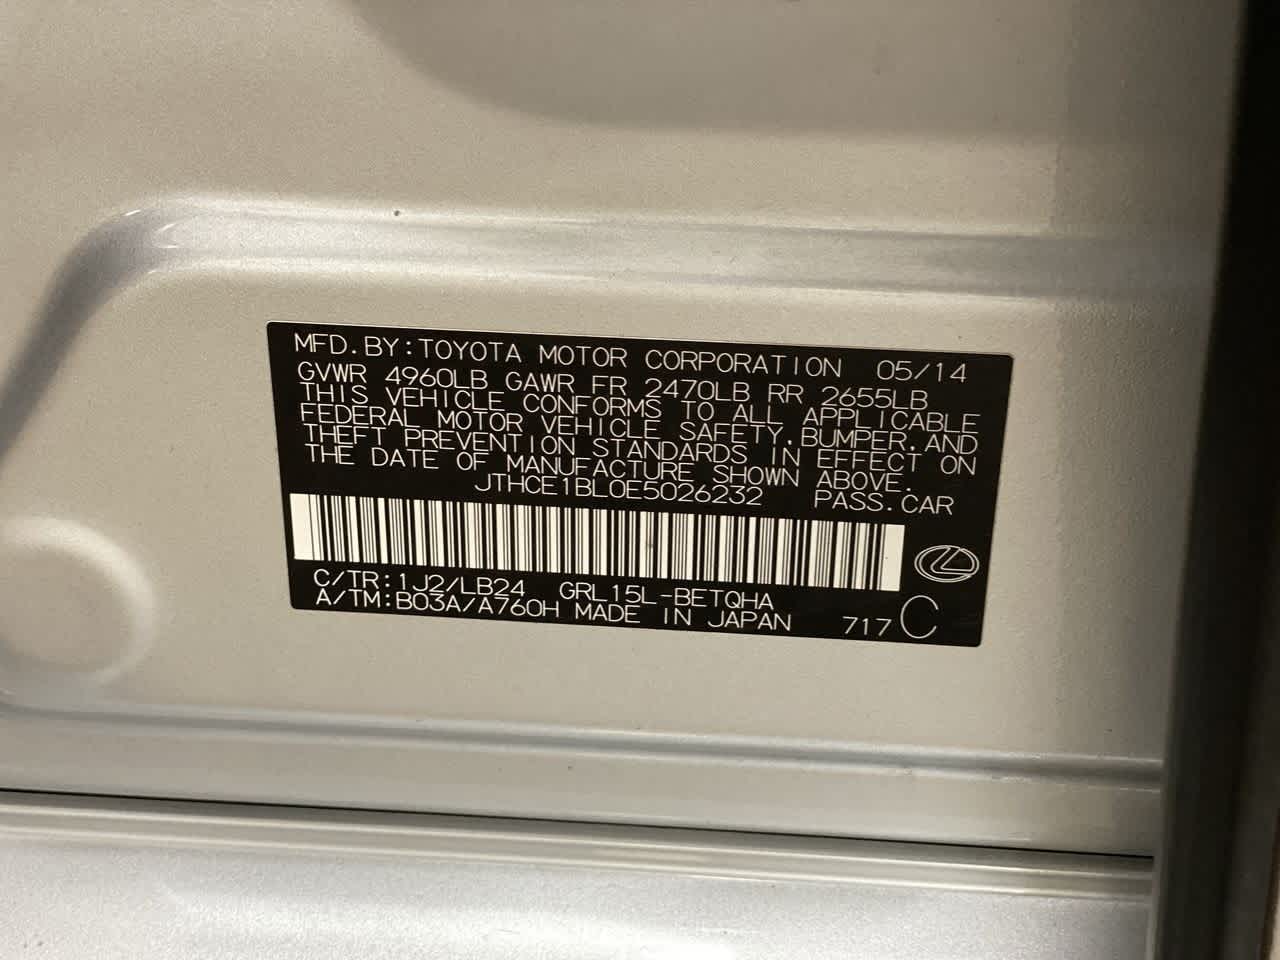 MFD.BY:TOYOTA MOTOR CORPORATION 05/14
GVWR 4960LB GAWR FR 2470LB RR 2655LB
THIS VEHICLE CONFORMS TO ALL APPLICABLE
FEDERAL MOTOR VEHICLE SAFETY,BUMPER,AND
THEFT PREVENTION STANDARDS IN EFFECT ON
THE DATE OF MANUFACTURE SHOWN ABOVE.
JTHCE1BL0E5026232 PASS.CAR
C/TR:1J2/LB24 GRL15L-BETQHA
A/TM:B03A/A760H MADE IN JAPAN 717 C